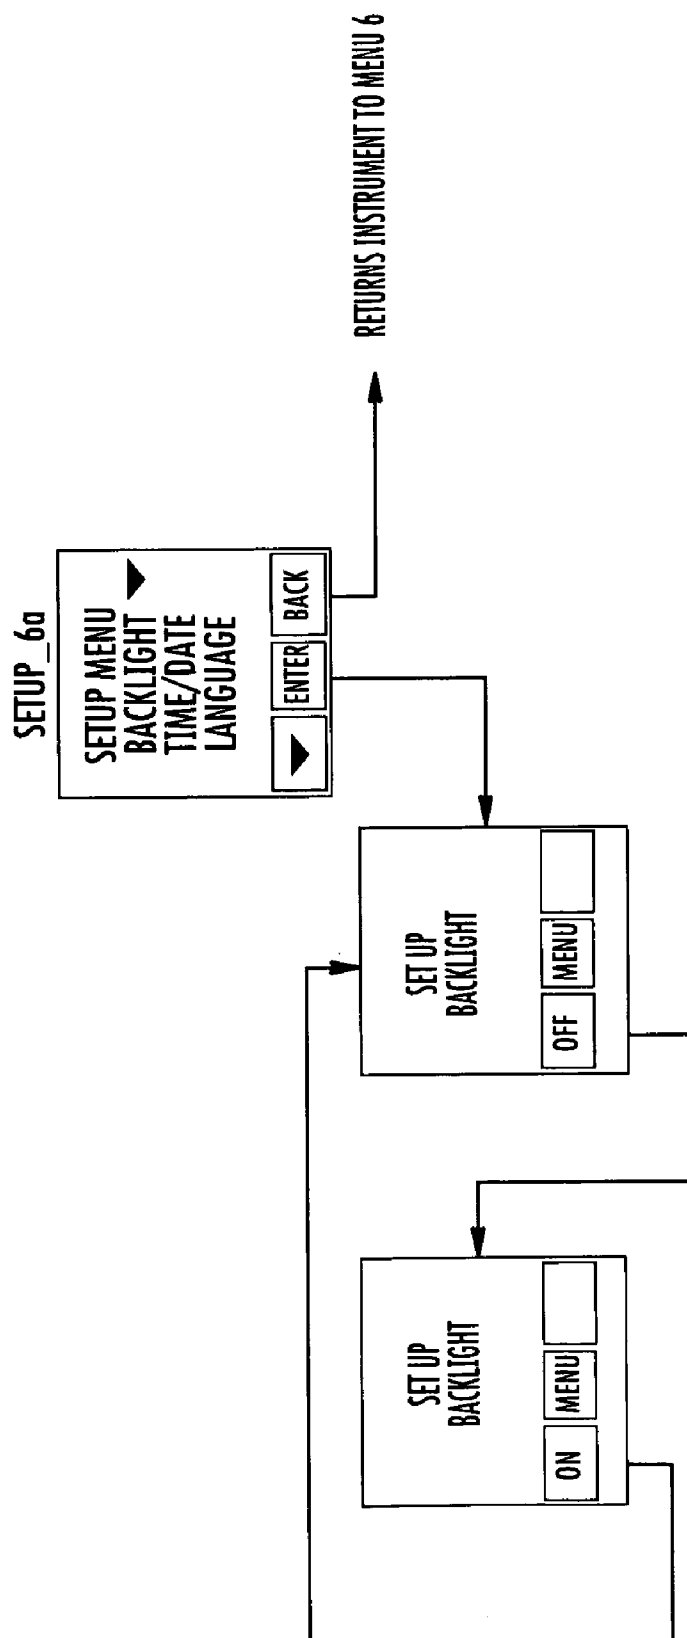 SETUP_6a
SETUP MENU
BACKLIGHT
TIME/DATE
LANGUAGE
ENTER
BACK
RETURNS INSTRUMENT TO MENU 6
SET UP
BACKLIGHT
OFF
MENU
SET UP
BACKLIGHT
ON
MENU